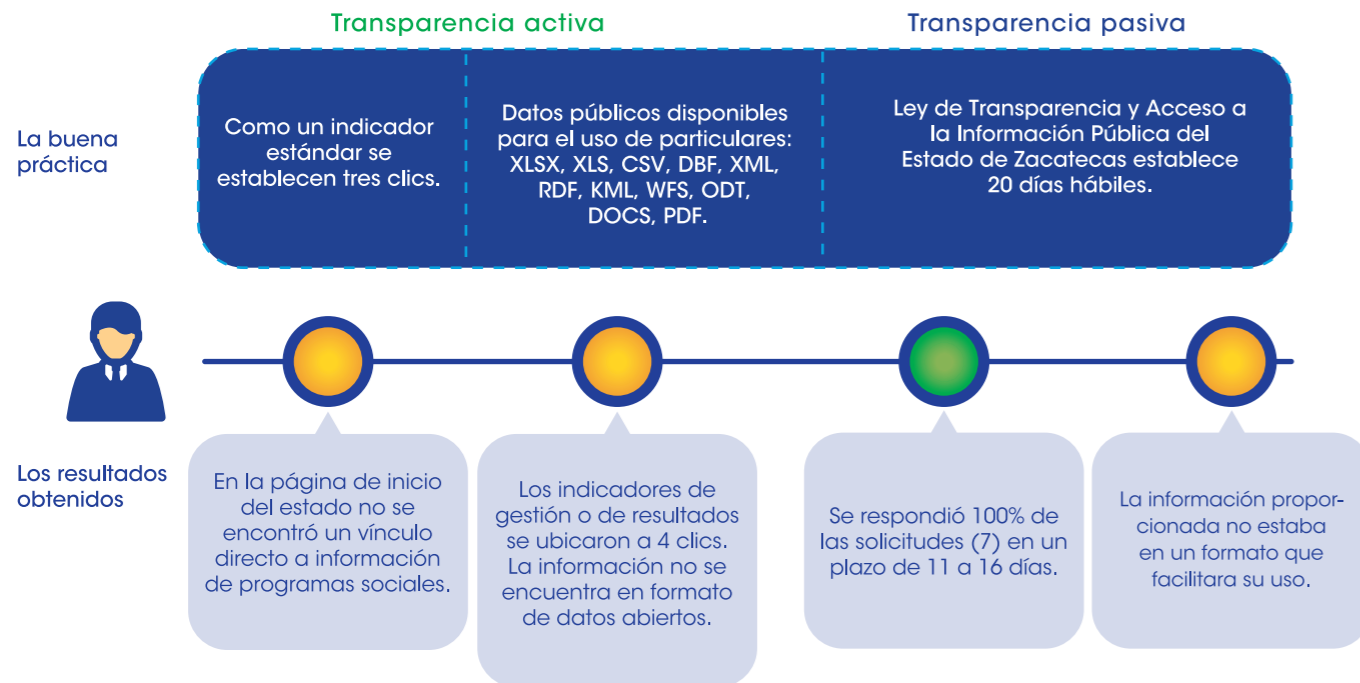 Transparencia activa
Transparencia pasiva
La buena
práctica
Como un indicador
estándar se
establecen tres clics.
Datos públicos disponibles
para el uso de particulares:
XLSX, XLS, CSV, DBF, XML,
RDF, KML, WFS, ODT,
DOCS, PDF.
Ley de Transparencia y Acceso a
la Información Pública del
Estado de Zacatecas establece
20 días hábiles.
Los resultados
obtenidos
En la página de inicio
del estado no se
encontró un vínculo
directo a información
de programas sociales.
Los indicadores de
gestión o de resultados
se ubicaron a 4 clics.
La información no se
encuentra en formato
de datos abiertos.
Se respondió 100% de
las solicitudes (7) en un
plazo de 11 a 16 días.
La información propor-
cionada no estaba
en un formato que
facilitara su uso.